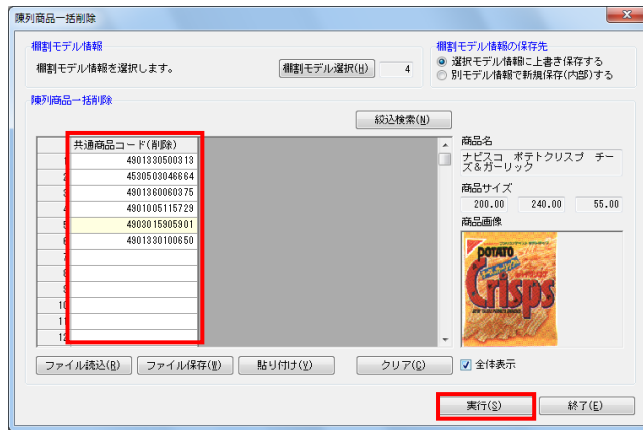 陳列商品一括削除
棚割モデル情報
棚割モデル情報を選択します。
棚割モデル選択(H)
4
棚割モデル情報の保存先
選択モデル情報に上書き保存する
別モデル情報で新規保存(内部)する
陳列商品一括削除
絞込検索(N)
共通商品コード(削除)
1 4901330500313
2 4530503046664
3 4901360060375
4 4901005115729
5 4903015905901
6 4901330100650
7
8
9
10
11
12
商品名
ナビスコ ポテトクリスプ チー
ズ&ガーリック
商品サイズ
200.00 240.00 55.00
商品画像
POTATO
Crisps
ファイル読込(R)
ファイル保存(W)
貼り付け(V)
クリア(C)
全体表示
実行(S)
終了(E)